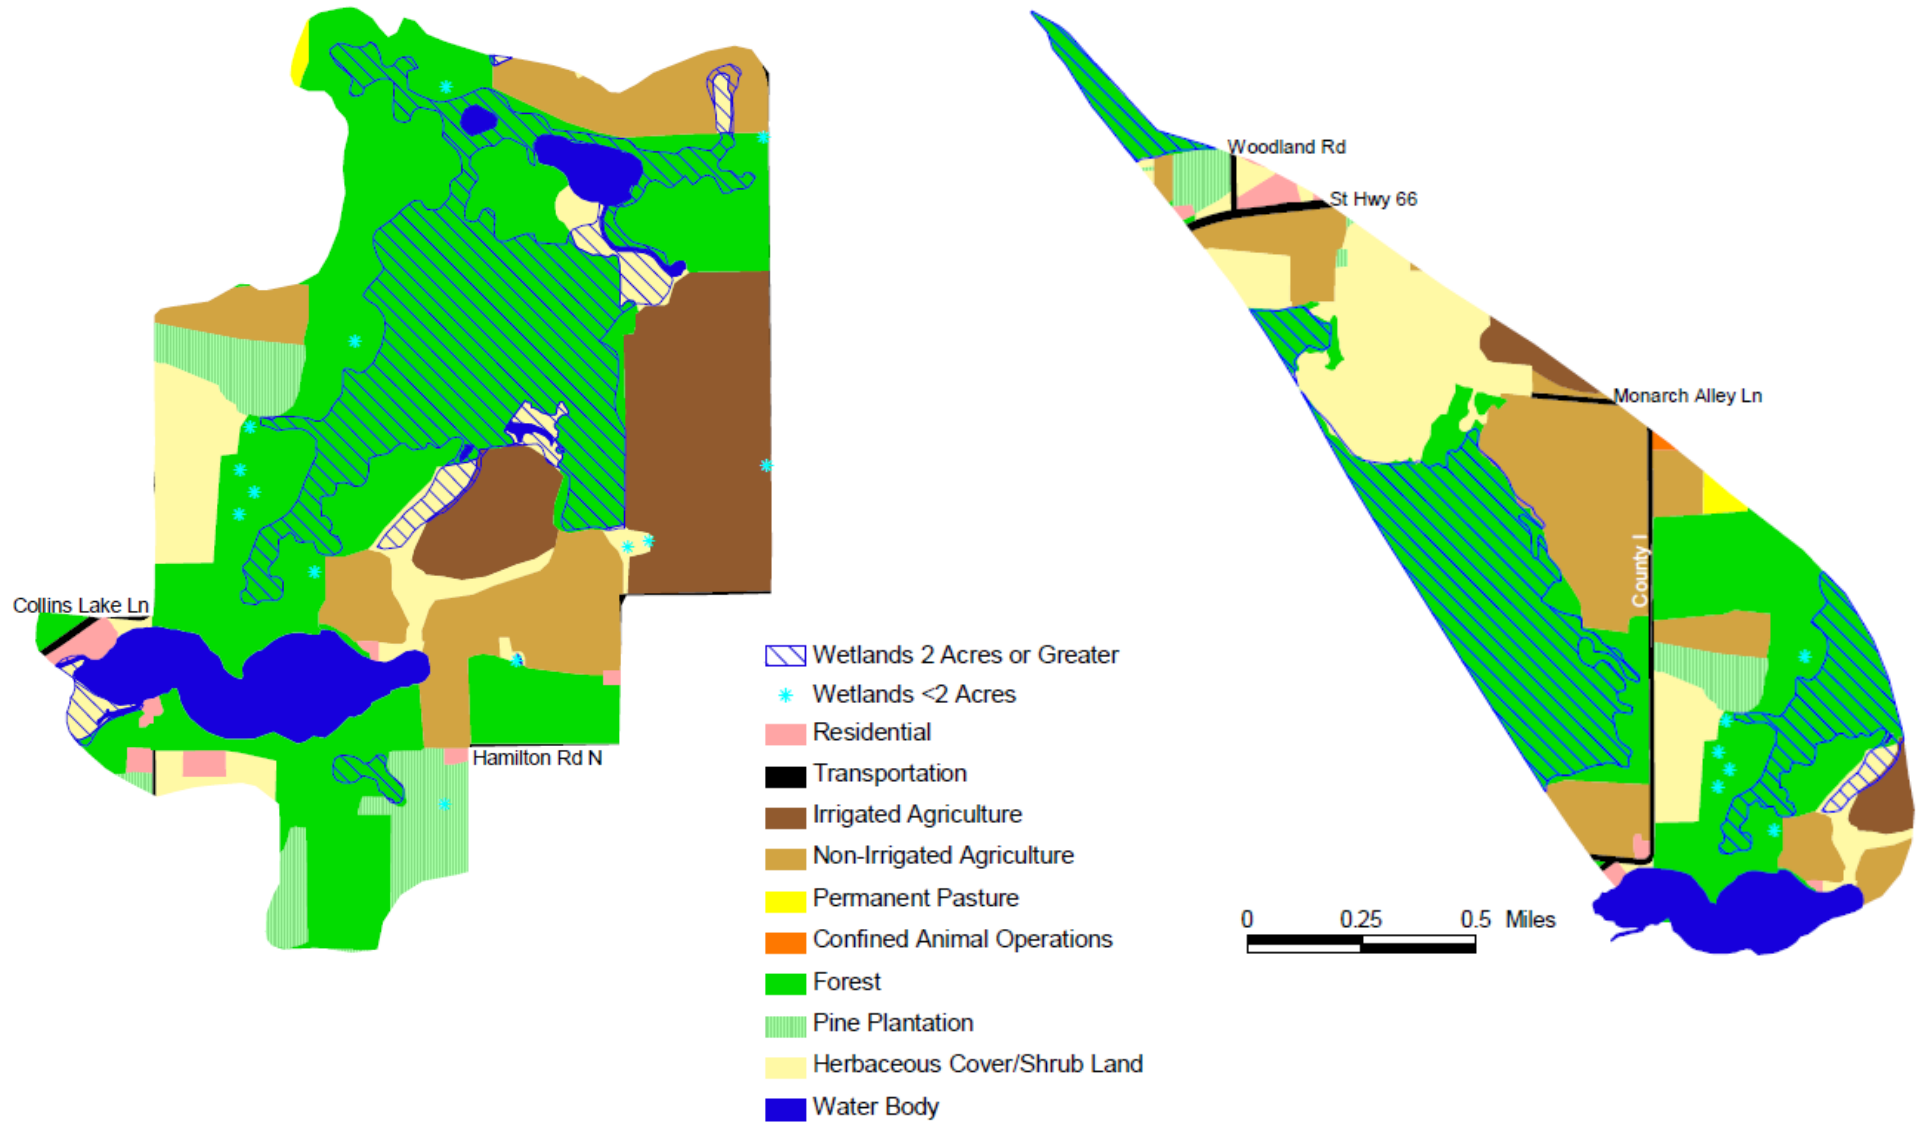 Woodland Rd
St Hwy 66
Monarch Alley Ln
County I
Collins Lake Ln
Hamilton Rd N
Wetlands 2 Acres or Greater
Wetlands <2 Acres
Residential
Transportation
Irrigated Agriculture
Non-Irrigated Agriculture
Permanent Pasture
Confined Animal Operations
Forest
Pine Plantation
Herbaceous Cover/Shrub Land
Water Body
0 0.25 0.5 Miles